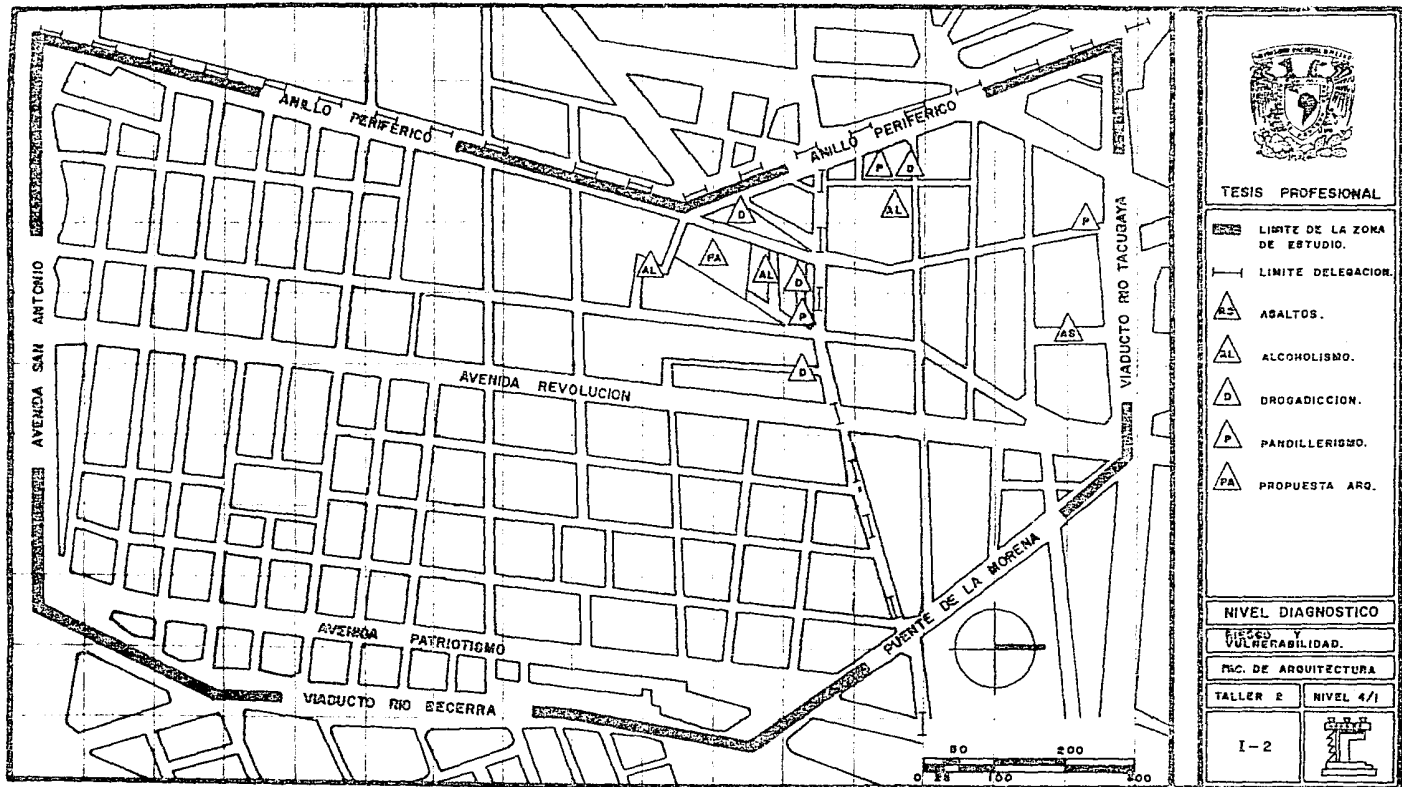 ANILLO PERIFERICO
ANILLO PERIFERICO
AVENIDA SAN ANTONIO
VIADUCTO RIO TACUBAYA
P
D
AL
D
P
AL
PA
AL
D
P
AS
D
AVENIDA REVOLUCION
PUENTE DE LA MORENA
AVENIDA PATRIOTISMO
VIADUCTO RIO BECERRA
50 200
0 25 100 400
TESIS PROFESIONAL
LIMITE DE LA ZONA
DE ESTUDIO.
LIMITE DELEGACION.
AS ASALTOS.
AL ALCOHOLISMO.
D DROGADICCION.
P PANDILLERISMO.
PA PROPUESTA ARQ.
NIVEL DIAGNOSTICO
RIESGO Y
VULNERABILIDAD.
FAC. DE ARQUITECTURA
TALLER 2
NIVEL 4/1
I-2